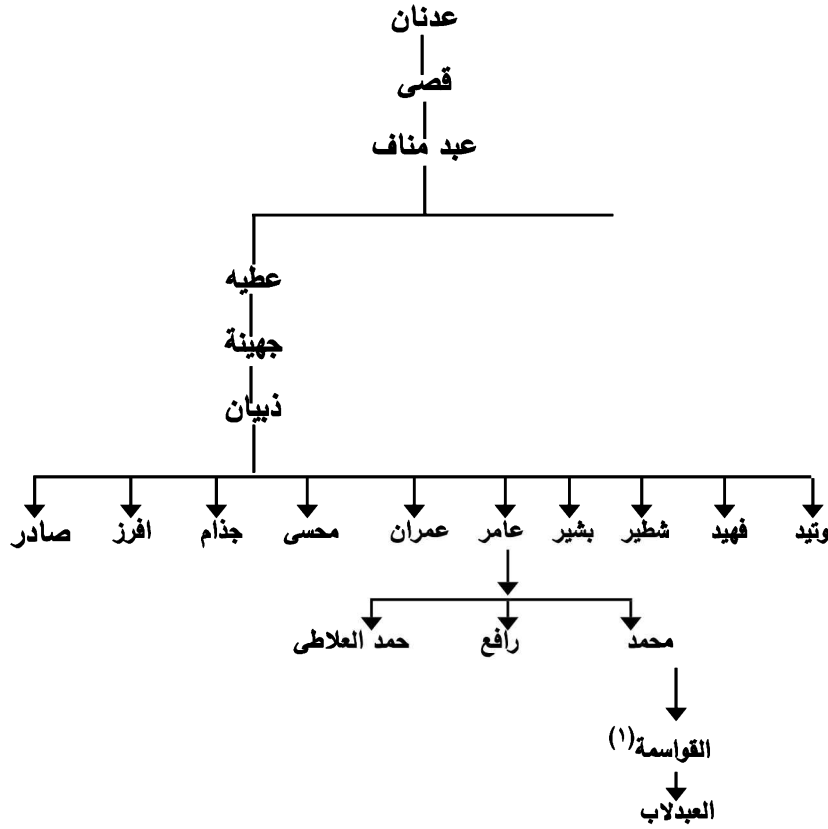 عدنان
قصى
عبد مناف
عطيه
جهينة
ذبيان
وتيد فهيد شطير بشير عامر عمران محسى جذام افرز صادر
محمد رافع حمد العلاطى
القواسمة(١)
العبدلاب